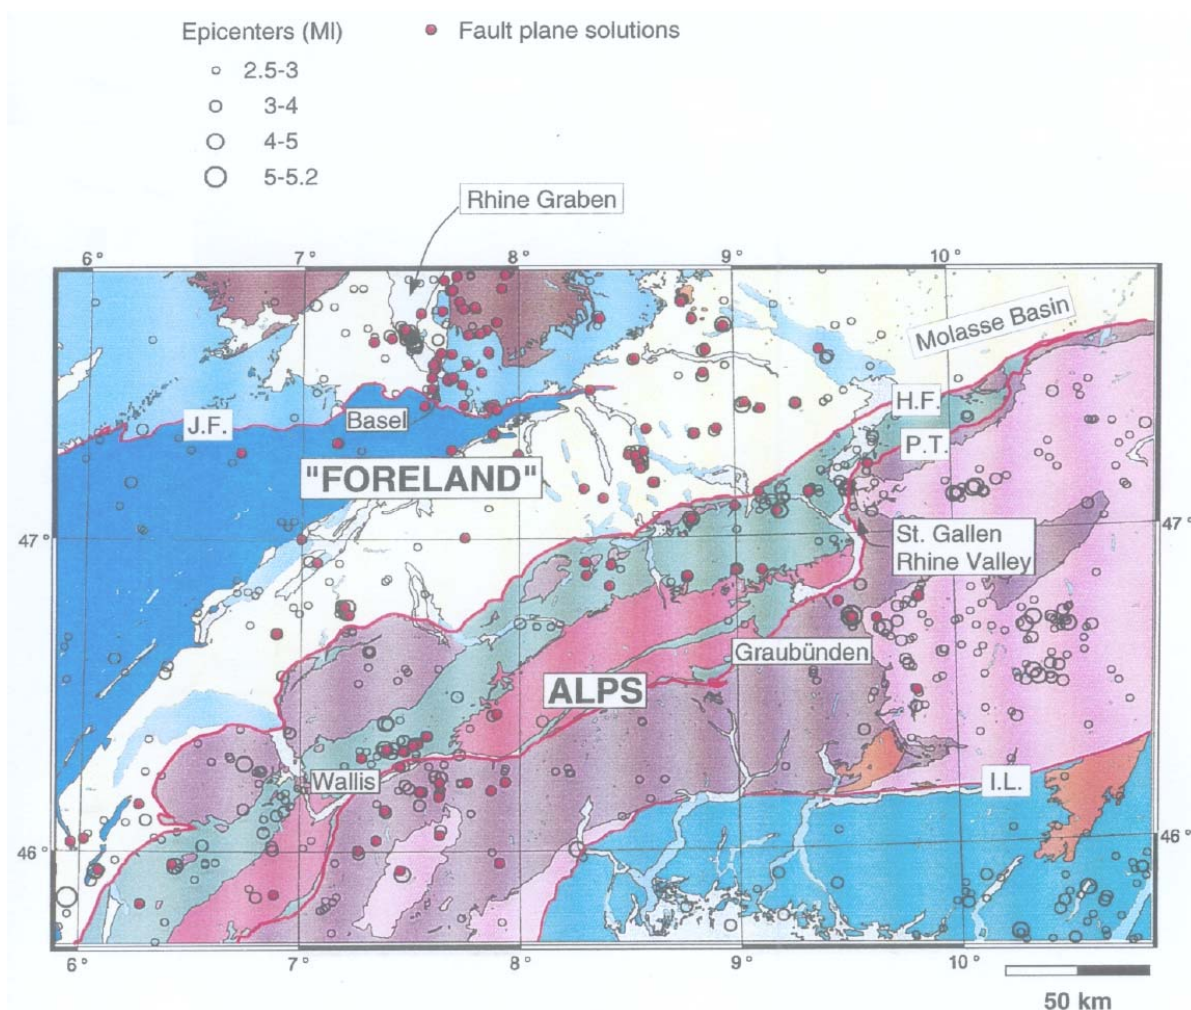 Epicenters (Ml)
Fault plane solutions
2.5-3
3-4
4-5
5-5.2
Rhine Graben
6° 7° 8° 9° 10°
Molasse Basin
H.F.
J.F.
Basel
P.T.
"FORELAND"
47° 47°
St. Gallen
Rhine Valley
Graubünden
ALPS
Wallis
I.L.
46° 46°
6° 7° 8° 9° 10°
50 km